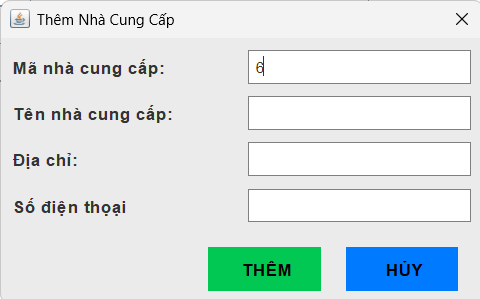 Thêm Nhà Cung Cấp
Mã nhà cung cấp: 6
Tên nhà cung cấp:
Địa chỉ:
Số điện thọai
THÊM HỦY